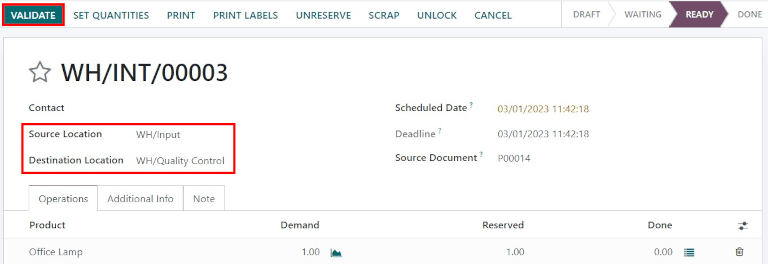 VALIDATE SET QUANTITIES PRINT PRINT LABELS UNRESERVE SCRAP UNLOCK CANCEL DRAFT WAITING READY DONE
WH/INT/00003
Contact Scheduled Date ? 03/01/2023 11:42:18
Source Location WH/Input Deadline ? 03/01/2023 11:42:18
Destination Location WH/Quality Control Source Document ? P00014
Operations Additional Info Note
Product Demand Reserved Done
Office Lamp 1.00 1.00 0.00